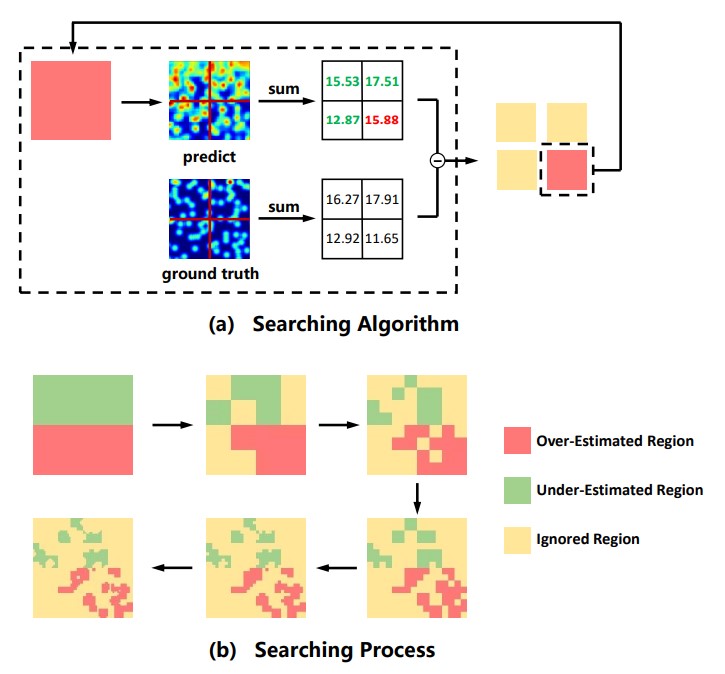 sum
15.53 17.51
12.87 15.88
predict
sum
16.27 17.91
12.92 11.65
ground truth
(a) Searching Algorithm
Over-Estimated Region
Under-Estimated Region
Ignored Region
(b) Searching Process